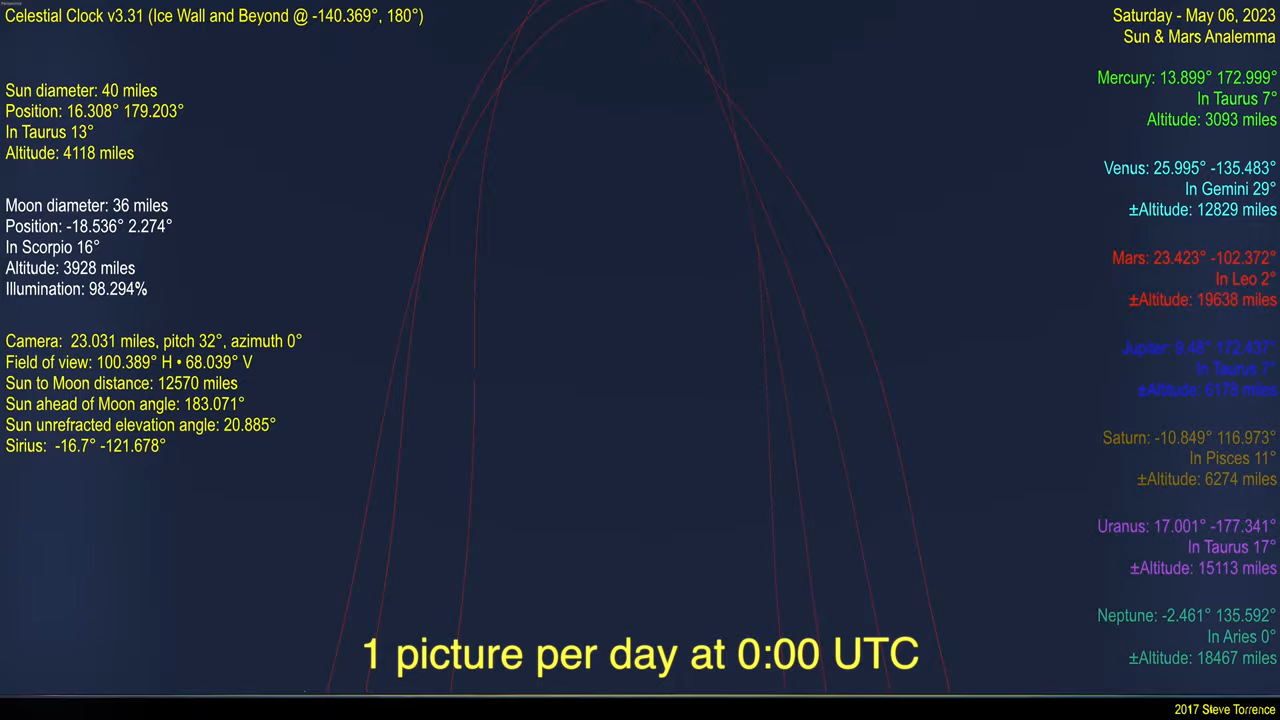 Celestial Clock v3.31 (Ice Wall and Beyond @ -140.369°, 180°)
Sun diameter: 40 miles
Position: 16.308° 179.203°
In Taurus 13°
Altitude: 4118 miles
Moon diameter: 36 miles
Position: -18.536° 2.274°
In Scorpio 16°
Altitude: 3928 miles
Illumination: 98.294%
Camera:  23.031 miles, pitch 32°, azimuth 0°
Field of view: 100.389° H • 68.039° V
Sun to Moon distance: 12570 miles
Sun ahead of Moon angle: 183.071°
Sun unrefracted elevation angle: 20.885°
Sirius:  -16.7° -121.678°
Saturday - May 06, 2023
Sun & Mars Analemma
Mercury: 13.899° 172.999°
In Taurus 7°
Altitude: 3093 miles
Venus: 25.995° -135.483°
In Gemini 29°
±Altitude: 12829 miles
Mars: 23.423° -102.372°
In Leo 2°
±Altitude: 19638 miles
Jupiter: 9.48° 172.437°
In Taurus 7°
±Altitude: 6178 miles
Saturn: -10.849° 116.973°
In Pisces 11°
±Altitude: 6274 miles
Uranus: 17.001° -177.341°
In Taurus 17°
±Altitude: 15113 miles
Neptune: -2.461° 135.592°
In Aries 0°
±Altitude: 18467 miles
1 picture per day at 0:00 UTC
2017 Steve Torrence